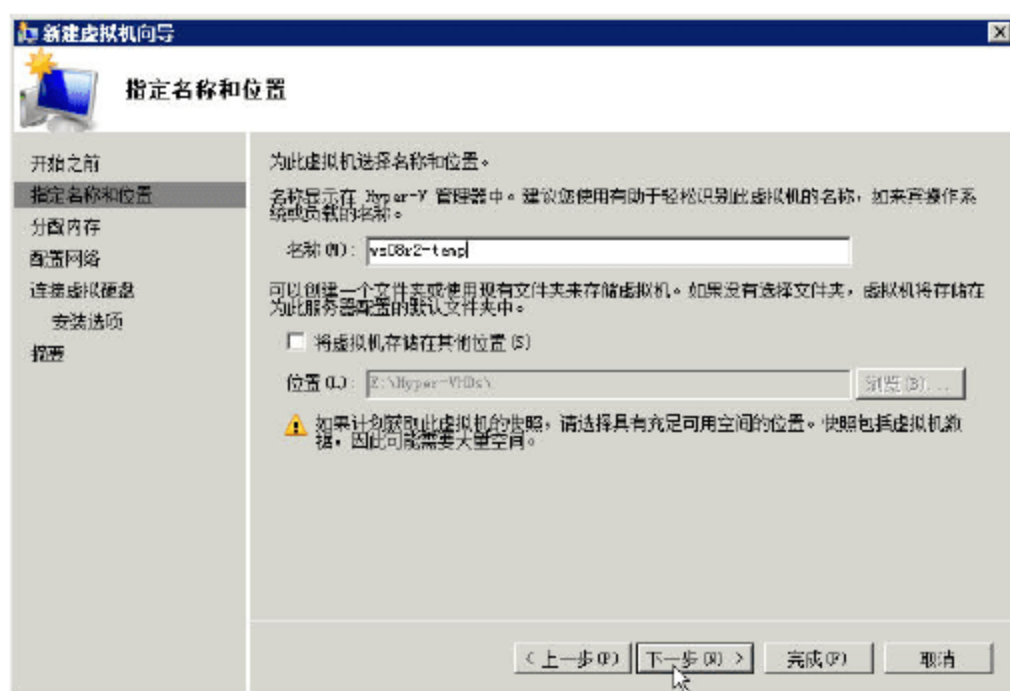 新建虚拟机向导
指定名称和位置
开始之前
指定名称和位置
分配内存
配置网络
连接虚拟硬盘
安装选项
摘要
为此虚拟机选择名称和位置。
名称显示在 Hyper-V 管理器中。建议您使用有助于轻松识别此虚拟机的名称，如来宾操作系
统或负载的名称。
名称(M): ws08r2-temp
可以创建一个文件夹或使用现有文件夹来存储虚拟机。如果没有选择文件夹，虚拟机将存储在
为此服务器配置的默认文件夹中。
将虚拟机存储在其他位置(S)
位置(L): E:\Hyper-VHDs\ 浏览(B)...
如果计划获取此虚拟机的快照，请选择具有充足可用空间的位置。快照包括虚拟机数
据，因此可能需要大量空间。
< 上一步(P) 下一步(N) > 完成(F) 取消